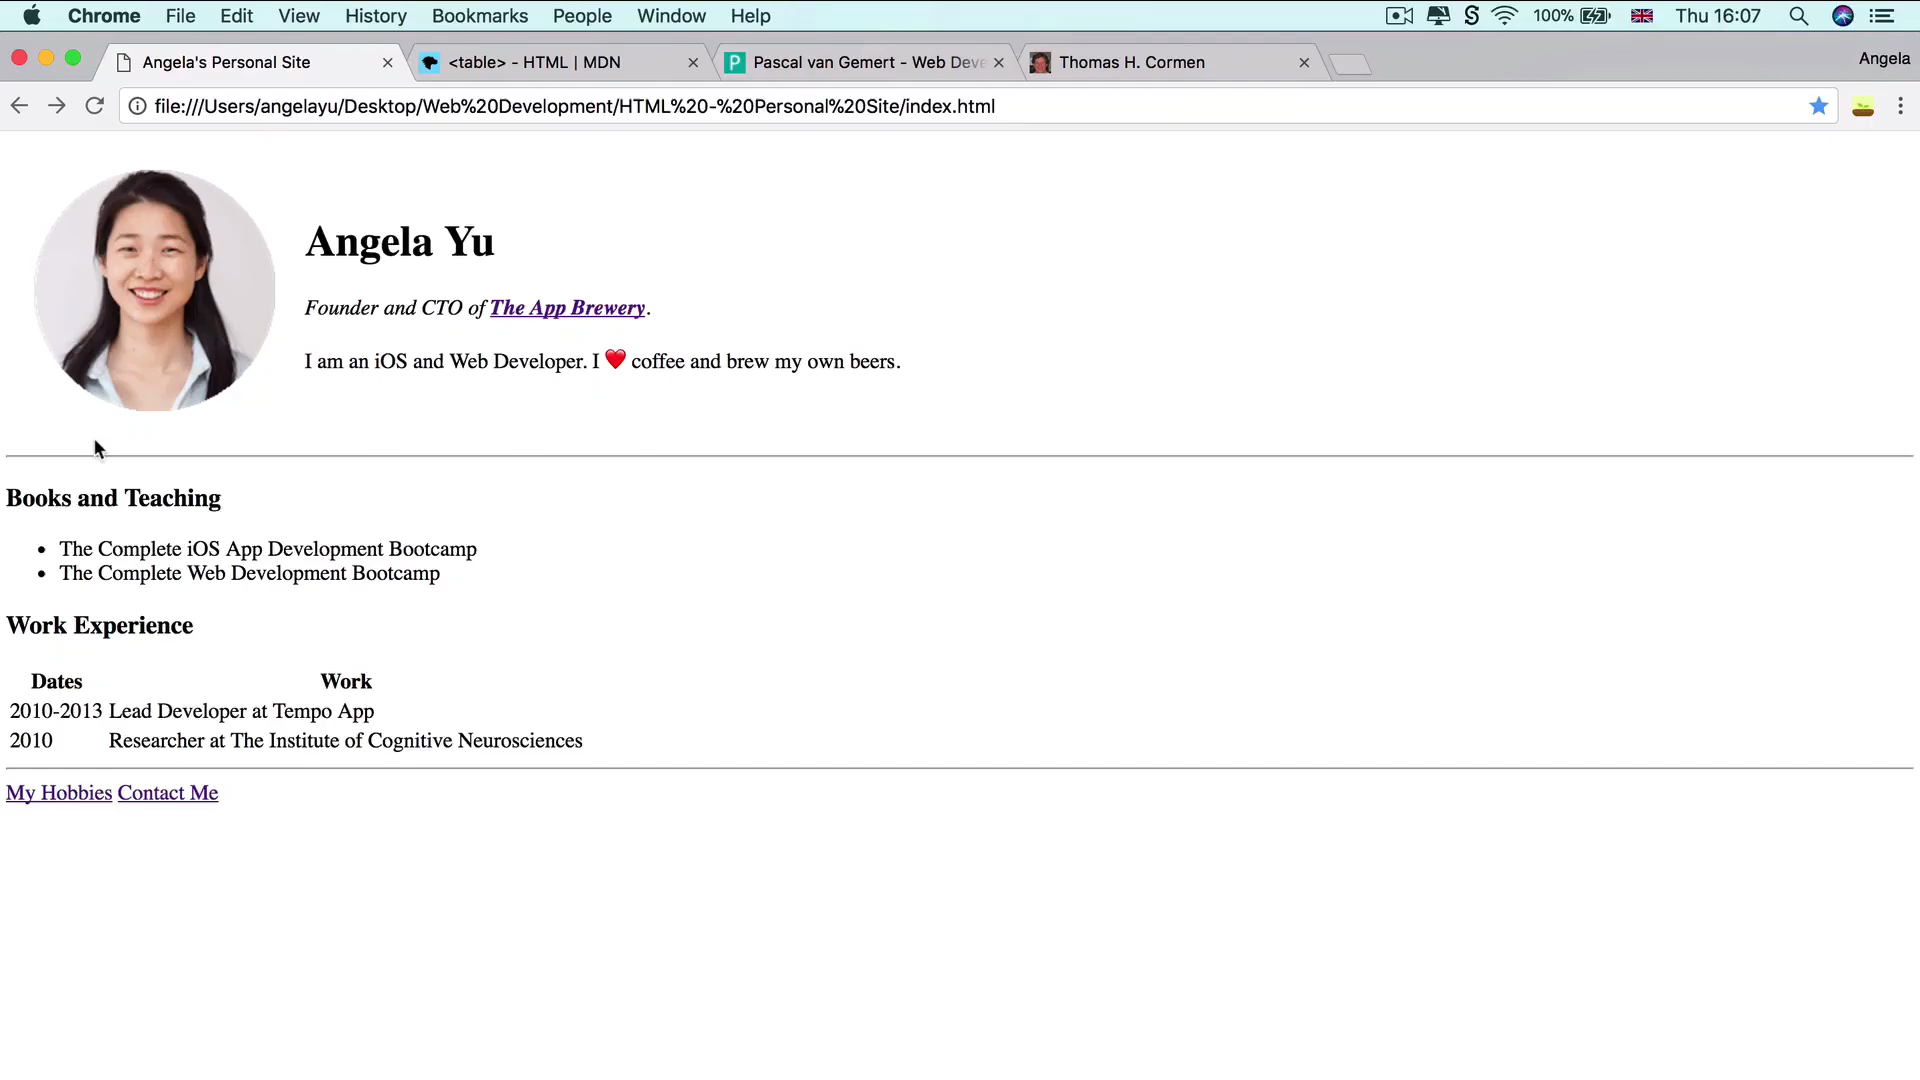 Chrome File Edit View History Bookmarks People Window Help 100% Thu 16:07
Angela's Personal Site <table> - HTML | MDN Pascal van Gemert - Web Deve Thomas H. Cormen Angela
file:///Users/angelayu/Desktop/Web%20Development/HTML%20-%20Personal%20Site/index.html
Angela Yu
Founder and CTO of The App Brewery.
I am an iOS and Web Developer. I ❤️ coffee and brew my own beers.
Books and Teaching
• The Complete iOS App Development Bootcamp
• The Complete Web Development Bootcamp
Work Experience
Dates Work
2010-2013 Lead Developer at Tempo App
2010 Researcher at The Institute of Cognitive Neurosciences
My Hobbies Contact Me